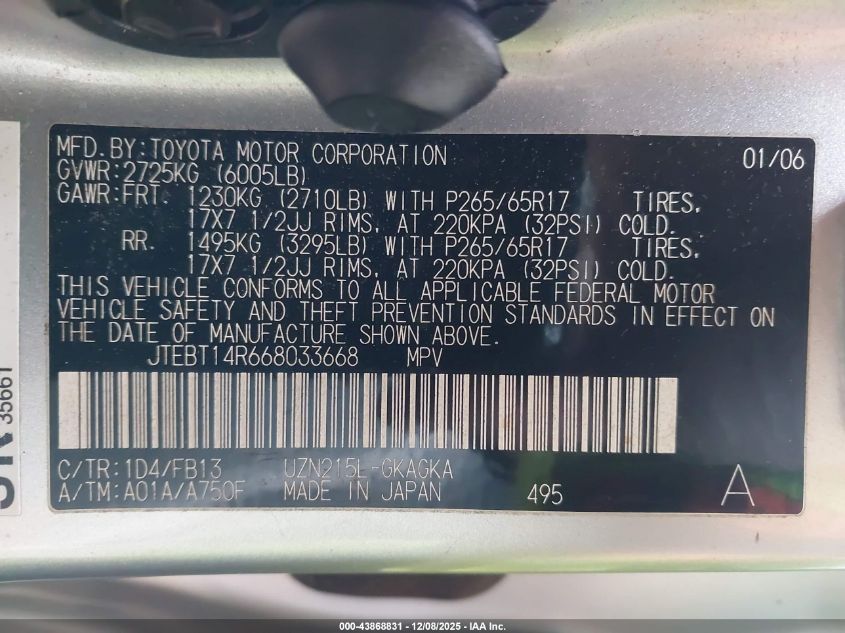 MFD. BY: TOYOTA MOTOR CORPORATION 01/06
GVWR: 2725KG (6005LB)
GAWR: FRT. 1230KG (2710LB) WITH P265/65R17 TIRES,
17X7 1/2JJ RIMS, AT 220KPA (32PSI) COLD.
RR. 1495KG (3295LB) WITH P265/65R17 TIRES,
17X7 1/2JJ RIMS, AT 220KPA (32PSI) COLD.
THIS VEHICLE CONFORMS TO ALL APPLICABLE FEDERAL MOTOR
VEHICLE SAFETY AND THEFT PREVENTION STANDARDS IN EFFECT ON
THE DATE OF MANUFACTURE SHOWN ABOVE.
JTEBT14R668033668 MPV
C/TR: 1D4/FB13 UZN215L-GKAGKA
A/TM: A01A/A750F MADE IN JAPAN 495 A
35661
000-43868831 - 12/08/2025 - IAA Inc.